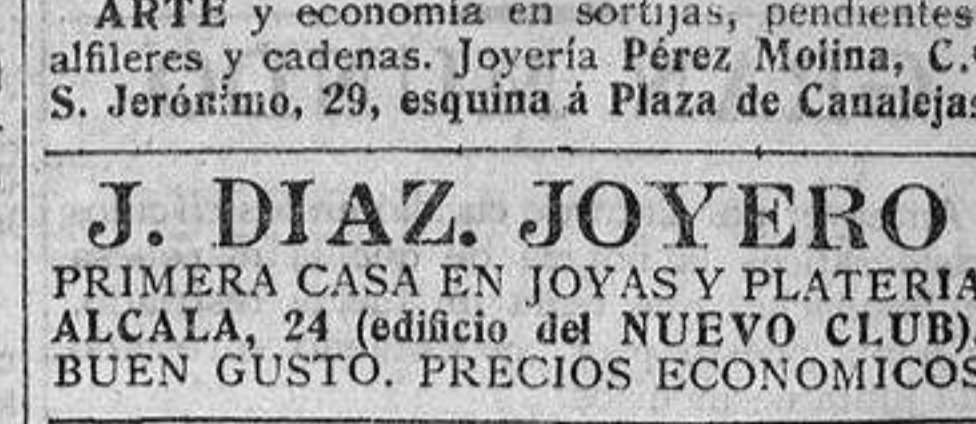 ARTE y economía en sortijas, pendientes,
alfileres y cadenas. Joyería Pérez Molina, C.ª
S. Jerónimo, 29, esquina á Plaza de Canalejas
J. DIAZ. JOYERO
PRIMERA CASA EN JOYAS Y PLATERIA
ALCALA, 24 (edificio del NUEVO CLUB).
BUEN GUSTO. PRECIOS ECONOMICOS